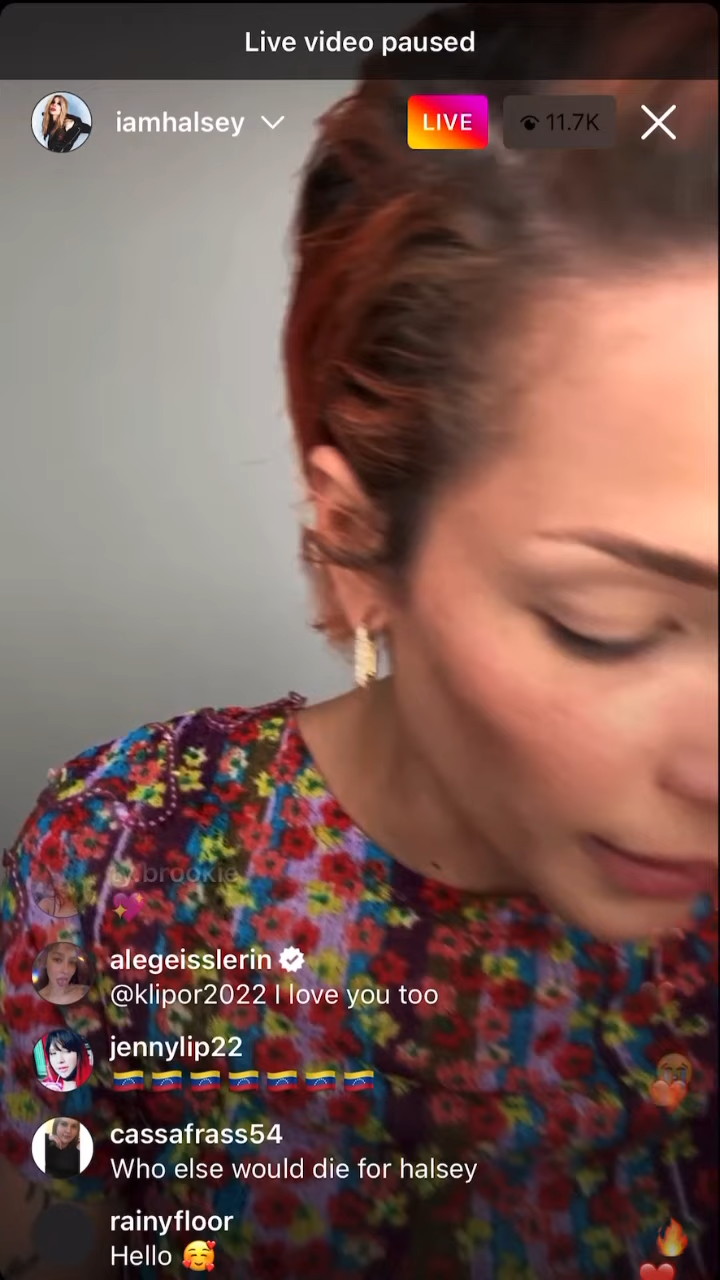 Live video paused
iamhalsey
LIVE
11.7K
y.brookie
💖
alegeisslerin
@klipor2022 I love you too
jennylip22
🇻🇪🇻🇪🇻🇪🇻🇪🇻🇪🇻🇪🇻🇪
cassafrass54
Who else would die for halsey
rainyfloor
Hello 🥰